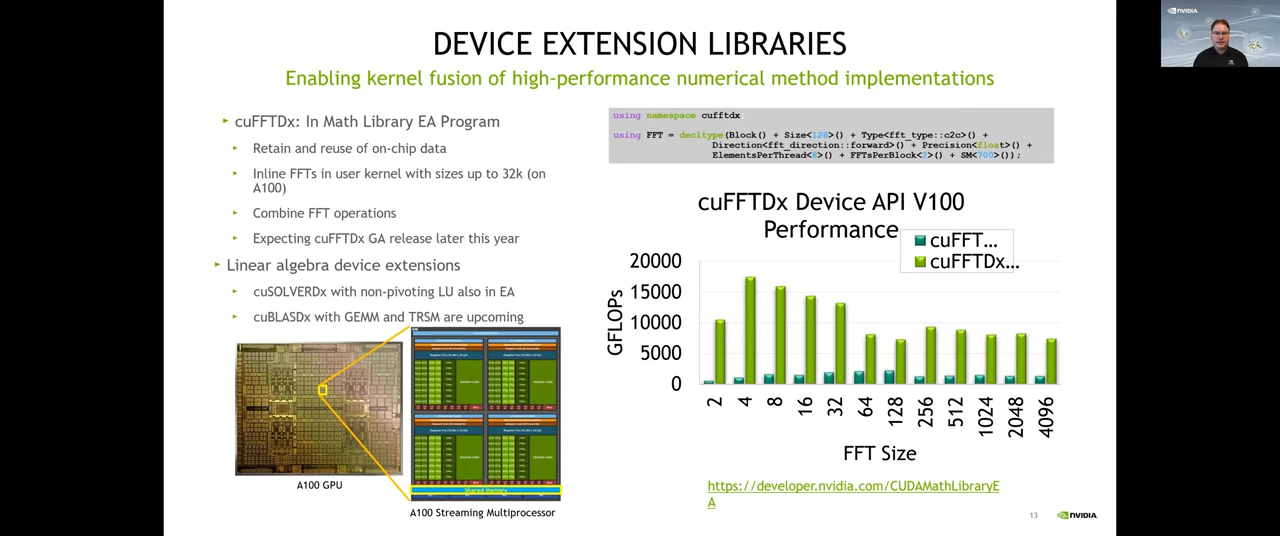 NVIDIA
DEVICE EXTENSION LIBRARIES
Enabling kernel fusion of high-performance numerical method implementations
cuFFTDx: In Math Library EA Program
Retain and reuse of on-chip data
Inline FFTs in user kernel with sizes up to 32k (on
A100)
Combine FFT operations
Expecting cuFFTDx GA release later this year
Linear algebra device extensions
cuSOLVERDx with non-pivoting LU also in EA
cuBLASDx with GEMM and TRSM are upcoming
Shared Memory
A100 GPU
A100 Streaming Multiprocessor
using namespace cufftdx;
using FFT = decltype(Block() + Size<128>() + Type<fft_type::c2c>() +
Direction<fft_direction::forward>() + Precision<float>() +
ElementsPerThread<8>() + FFTsPerBlock<2>() + SM<700>());
cuFFTDx Device API V100
Performance
cuFFT…
cuFFTDx…
GFLOPs
20000
15000
10000
5000
0
2
4
8
16
32
64
128
256
512
1024
2048
4096
FFT Size
https://developer.nvidia.com/CUDAMathLibraryE
A
13
NVIDIA